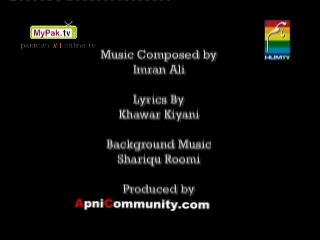 MyPak.tv
pakistan #1 online tv
HUMTV
Music Composed by
Imran Ali
Lyrics By
Khawar Kiyani
Background Music
Shariqu Roomi
Produced by
ApniCommunity.com